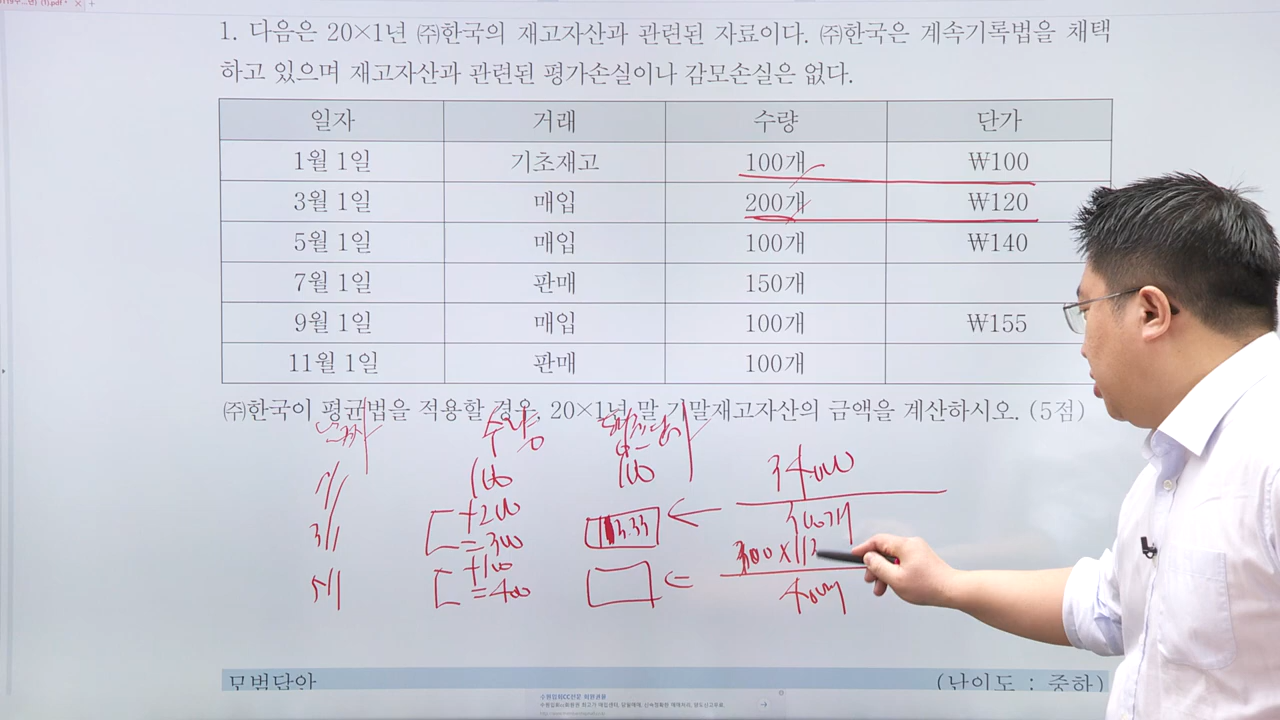 1. 다음은 20×1년 ㈜한국의 재고자산과 관련된 자료이다. ㈜한국은 계속기록법을 채택
하고 있으며 재고자산과 관련된 평가손실이나 감모손실은 없다.
일자 거래 수량 단가
1월 1일 기초재고 100개 ₩100
3월 1일 매입 200개 ₩120
5월 1일 매입 100개 ₩140
7월 1일 판매 150개
9월 1일 매입 100개 ₩155
11월 1일 판매 100개
㈜한국이 평균법을 적용할 경우, 20×1년 말 기말재고자산의 금액을 계산하시오. (5점)
날짜 수량 평균단가
1/1 100 100 34,000
3/1 +200 113.33 300개
=300 300×113
5/1 +100 400개
=400
모범답안 (난이도 : 중하)